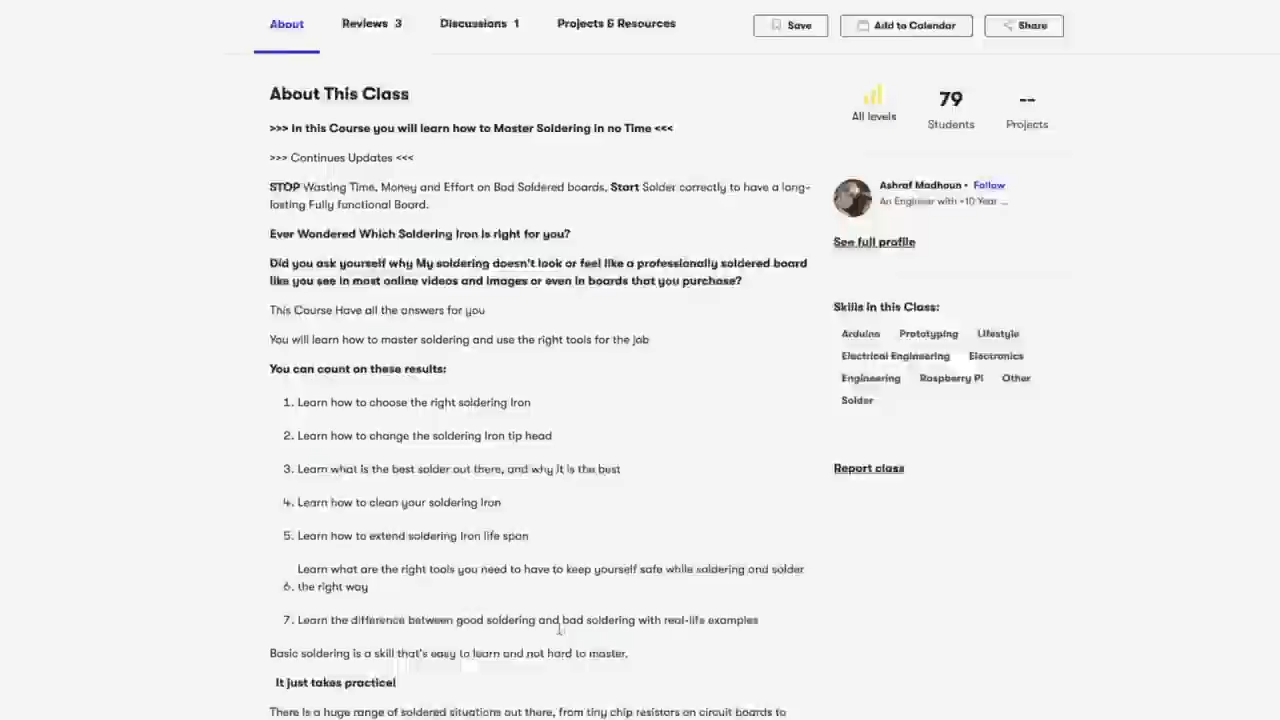 About
Reviews 3
Discussions 1
Projects & Resources
Save
Add to Calendar
Share
About This Class
>>> In this Course you will learn how to Master Soldering in no Time <<<
>>> Continues Updates <<<
STOP Wasting Time, Money and Effort on Bad Soldered boards, Start Solder correctly to have a long-
lasting Fully functional Board.
Ever Wondered Which Soldering Iron is right for you?
Did you ask yourself why My soldering doesn't look or feel like a professionally soldered board
like you see in most online videos and images or even in boards that you purchase?
This Course Have all the answers for you
You will learn how to master soldering and use the right tools for the job
You can count on these results:
1. Learn how to choose the right soldering Iron
2. Learn how to change the soldering Iron tip head
3. Learn what is the best solder out there, and why it is the best
4. Learn how to clean your soldering Iron
5. Learn how to extend soldering Iron life span
Learn what are the right tools you need to have to keep yourself safe while soldering and solder
6. the right way
7. Learn the difference between good soldering and bad soldering with real-life examples
Basic soldering is a skill that's easy to learn and not hard to master.
It just takes practice!
There is a huge range of soldered situations out there, from tiny chip resistors on circuit boards to
All levels
79
Students
--
Projects
Ashraf Madhoun • Follow
An Engineer with +10 Year ...
See full profile
Skills in this Class:
Arduino Prototyping Lifestyle
Electrical Engineering Electronics
Engineering Raspberry Pi Other
Solder
Report class